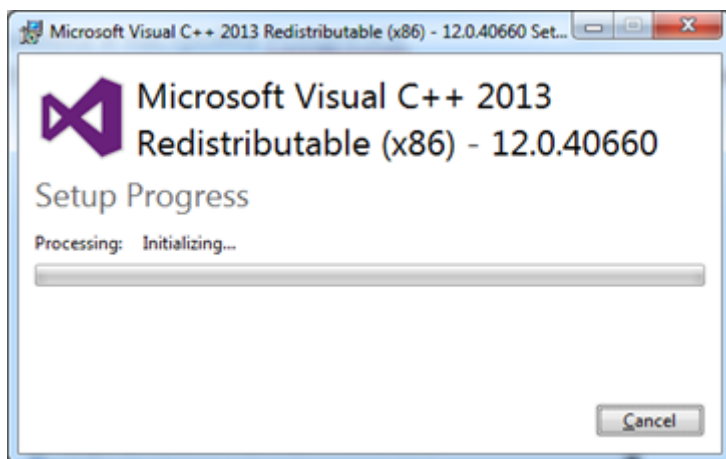 Microsoft Visual C++ 2013 Redistributable (x86) - 12.0.40660 Set...
Microsoft Visual C++ 2013
Redistributable (x86) - 12.0.40660
Setup Progress
Processing: Initializing...
Cancel